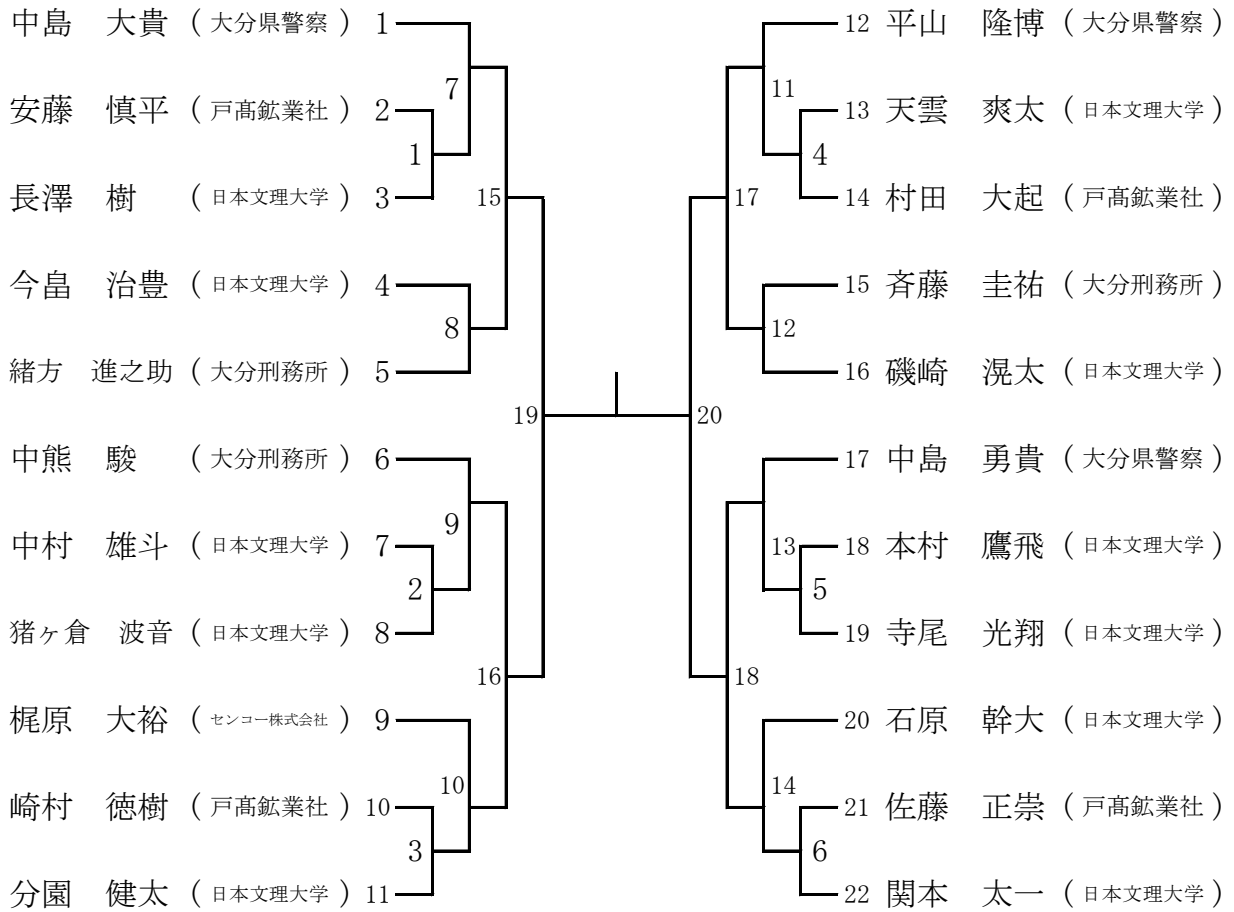 中島 大貴 ( 大分県警察 ) 1
7
安藤 慎平 ( 戸髙鉱業社 ) 2
1
長澤 樹 ( 日本文理大学 ) 3
15
今畠 治豊 ( 日本文理大学 ) 4
8
緒方 進之助 ( 大分刑務所 ) 5
19
中熊 駿 ( 大分刑務所 ) 6
9
中村 雄斗 ( 日本文理大学 ) 7
2
猪ヶ倉 波音 ( 日本文理大学 ) 8
16
梶原 大裕 ( センコー株式会社 ) 9
10
崎村 徳樹 ( 戸髙鉱業社 ) 10
3
分園 健太 ( 日本文理大学 ) 11
12 平山 隆博 ( 大分県警察 )
11
13 天雲 爽太 ( 日本文理大学 )
4
14 村田 大起 ( 戸髙鉱業社 )
17
15 斉藤 圭祐 ( 大分刑務所 )
12
16 磯崎 滉太 ( 日本文理大学 )
20
17 中島 勇貴 ( 大分県警察 )
13
18 本村 鷹飛 ( 日本文理大学 )
5
19 寺尾 光翔 ( 日本文理大学 )
18
20 石原 幹大 ( 日本文理大学 )
14
21 佐藤 正崇 ( 戸髙鉱業社 )
6
22 関本 太一 ( 日本文理大学 )